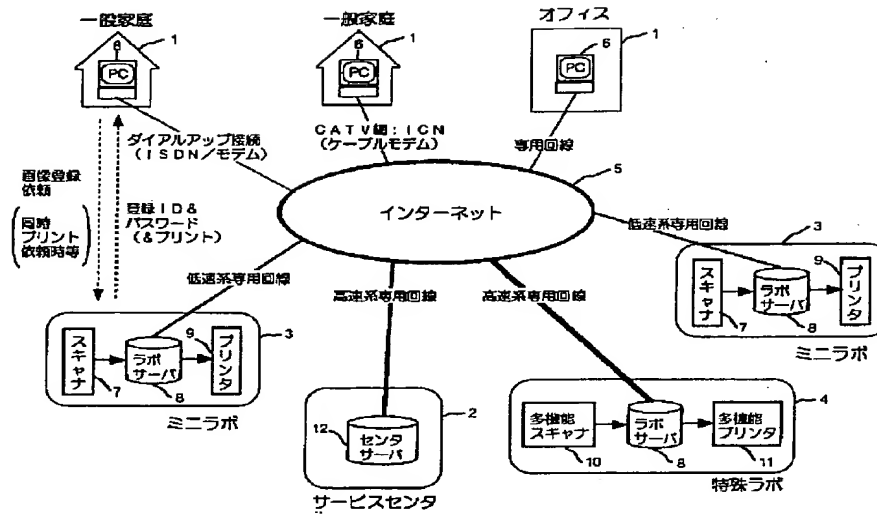 一般家庭
一般家庭
オフィス
6
1
PC
6
1
PC
6
1
PC
ダイアルアップ接続
(ISDN/モデム)
CATV網:ICN
(ケーブルモデム)
専用回線
画像登録
依頼
同時
プリント
依頼時等
登録ID&
パスワード
(&プリント)
5
インターネット
低速系専用回線
低速系専用回線
高速系専用回線
高速系専用回線
3
スキャナ
ラボ
サーバ
プリンタ
7
8
9
ミニラボ
3
スキャナ
ラボ
サーバ
プリンタ
7
8
9
ミニラボ
2
12
センタ
サーバ
サービスセンタ
4
多機能
スキャナ
ラボ
サーバ
多機能
プリンタ
10
8
11
特殊ラボ